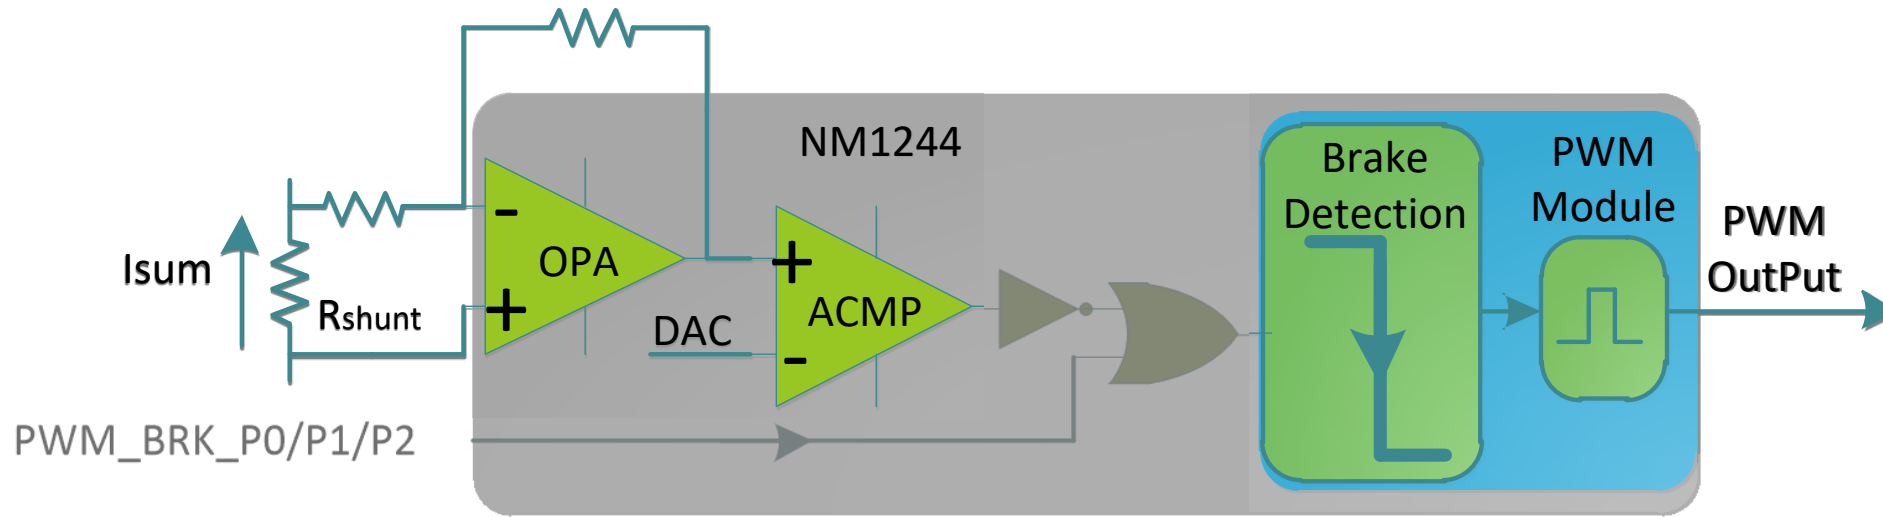 NM1244
Brake
Detection
PWM
Module
PWM
OutPut
-
OPA
+
Isum
Rshunt
+
ACMP
DAC
-
PWM_BRK_P0/P1/P2